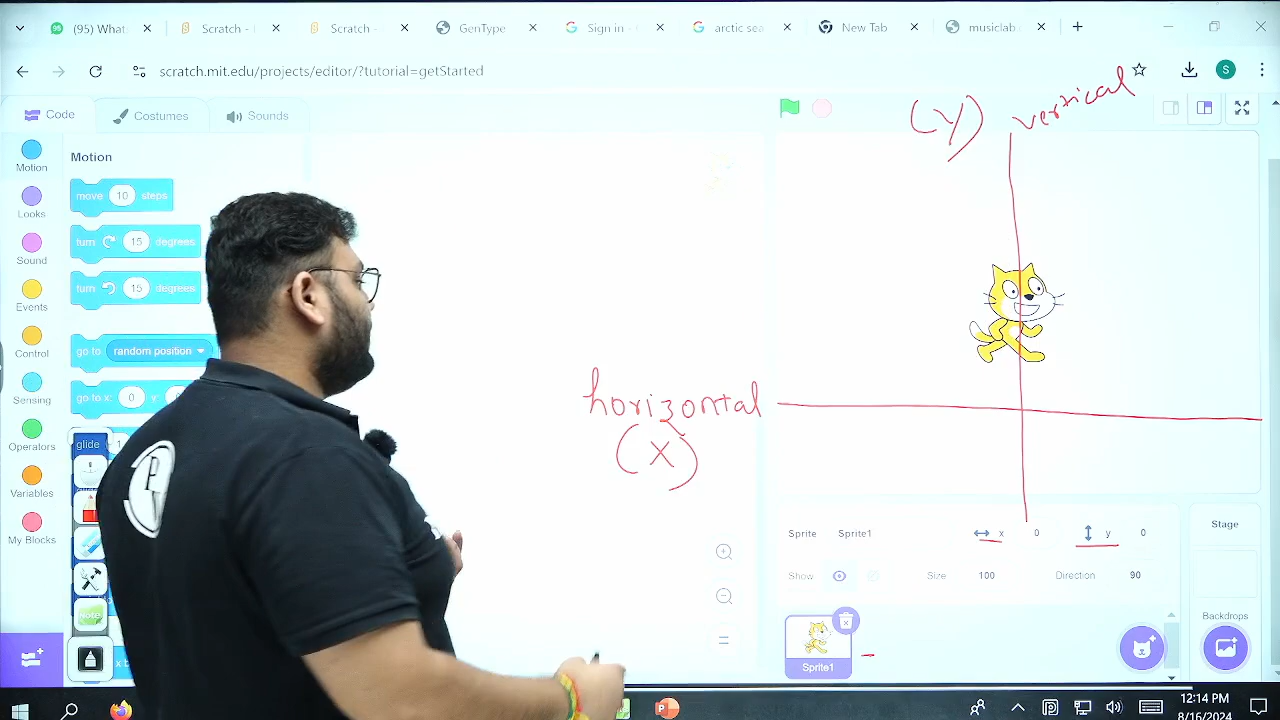 (95) What
Scratch -
Scratch -
GenType
Sign in -
arctic sea
New Tab
musiclab
scratch.mit.edu/projects/editor/?tutorial=getStarted
S
Code
Costumes
Sounds
(y)
vertical
Motion
Looks
Sound
Events
Control
Sensing
Operators
Variables
My Blocks
Motion
move 10 steps
turn 15 degrees
turn 15 degrees
go to random position
go to x: 0 y
glide 1
Note
horizontal
(X)
Sprite Sprite1 x 0 y 0
Show Size 100 Direction 90
Sprite1
Stage
Backdrops
12:14 PM
8/16/2024